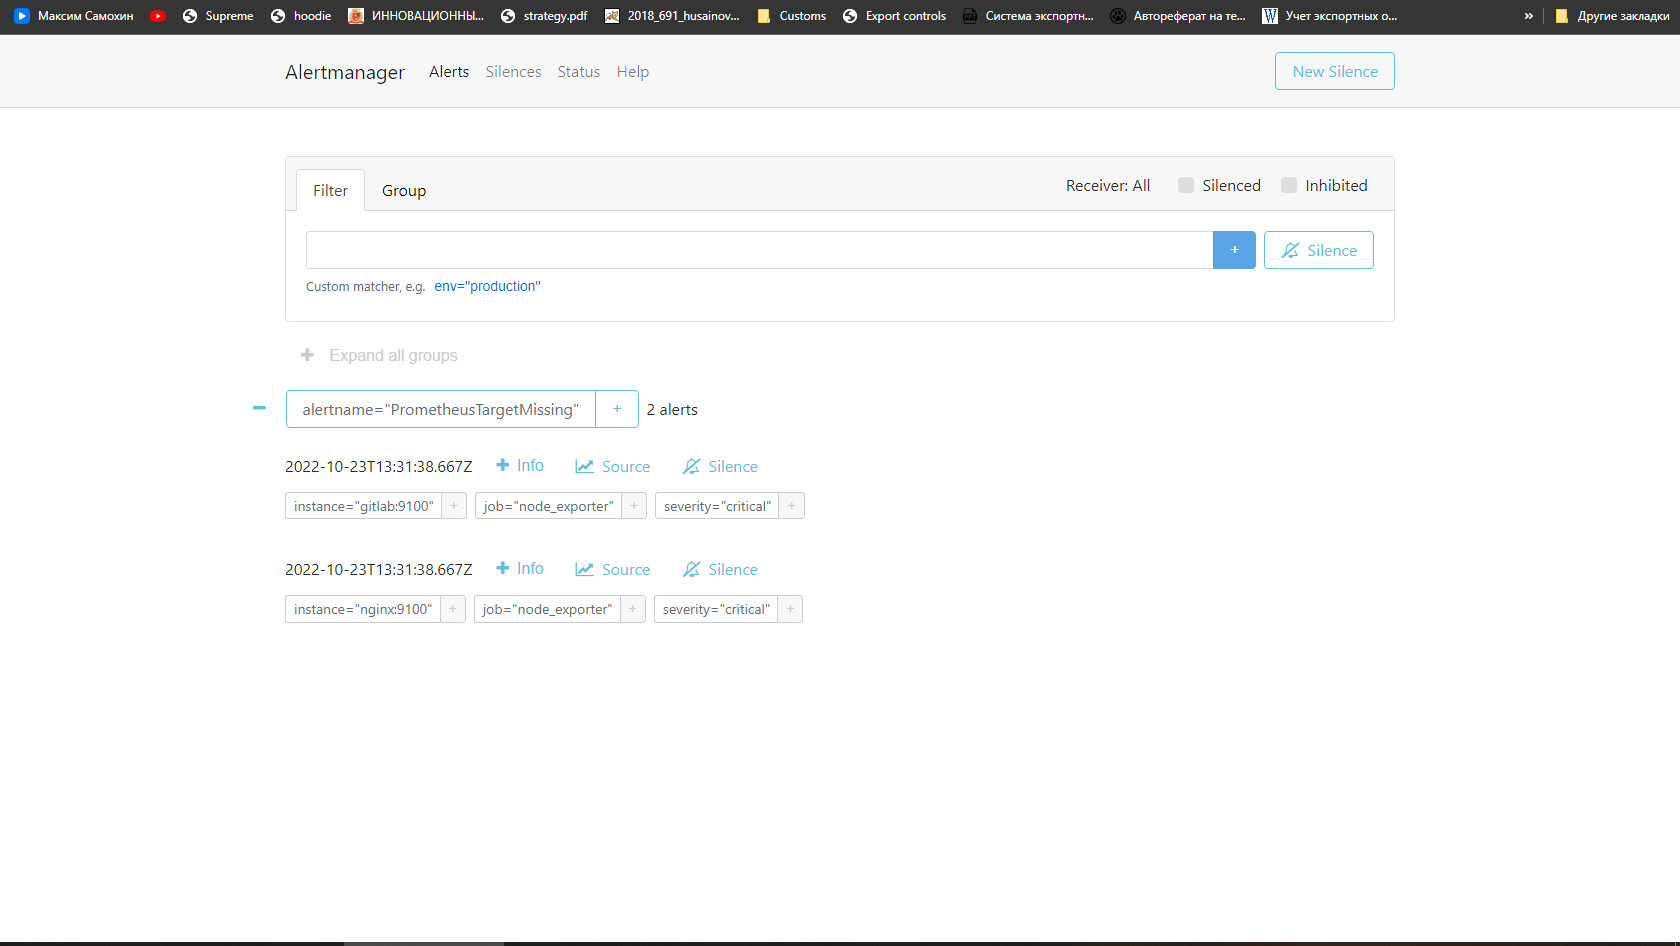 Максим Самохин Supreme hoodie ИННОВАЦИОННЫ... strategy.pdf 2018_691_husainov... Customs Export controls Система экспортн... Автореферат на те... Учет экспортных о... » Другие закладки
Alertmanager Alerts Silences Status Help New Silence
Filter Group Receiver: All Silenced Inhibited
+ Silence
Custom matcher, e.g. env="production"
+ Expand all groups
− alertname="PrometheusTargetMissing" + 2 alerts
2022-10-23T13:31:38.667Z + Info Source Silence
instance="gitlab:9100" + job="node_exporter" + severity="critical" +
2022-10-23T13:31:38.667Z + Info Source Silence
instance="nginx:9100" + job="node_exporter" + severity="critical" +